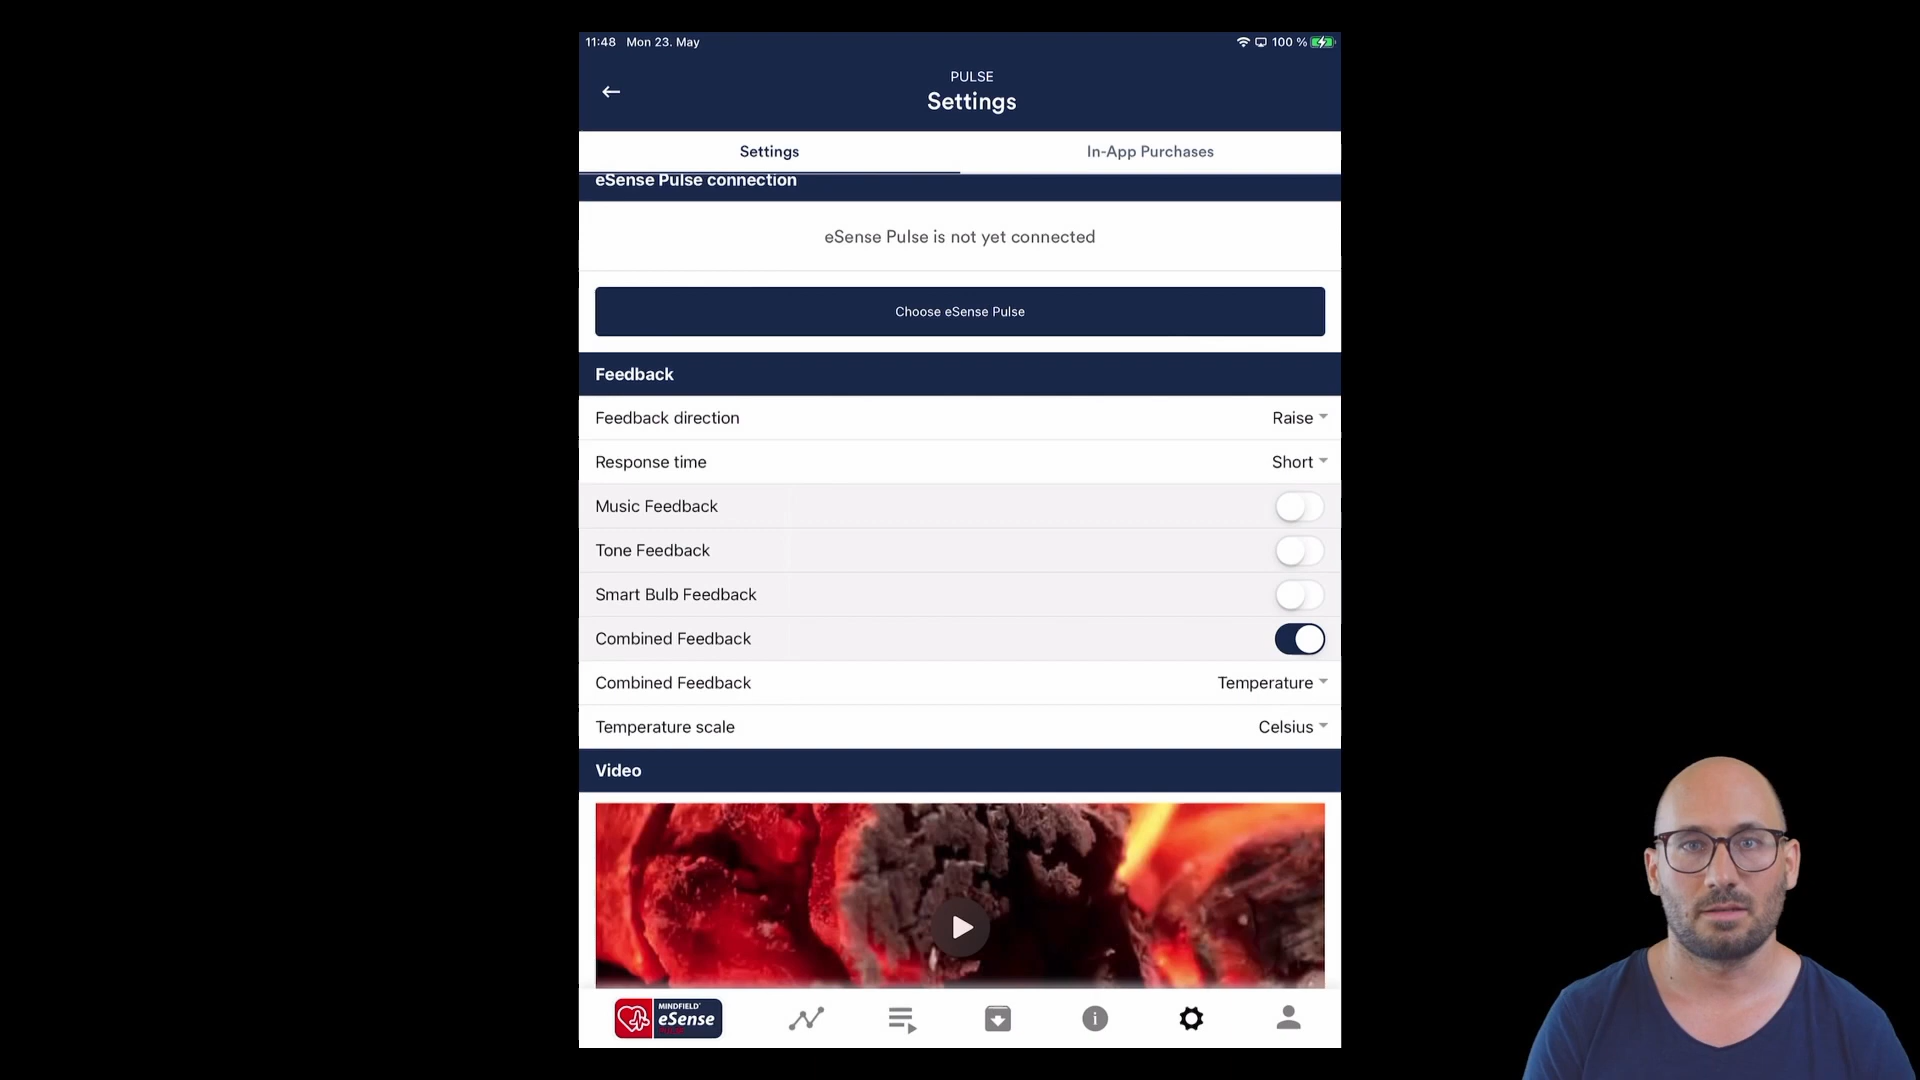 11:48 Mon 23. May
100 %
PULSE
Settings
Settings
In-App Purchases
eSense Pulse connection
eSense Pulse is not yet connected
Choose eSense Pulse
Feedback
Feedback direction
Raise
Response time
Short
Music Feedback
Tone Feedback
Smart Bulb Feedback
Combined Feedback
Combined Feedback
Temperature
Temperature scale
Celsius
Video
MINDFIELD®
eSense
PULSE